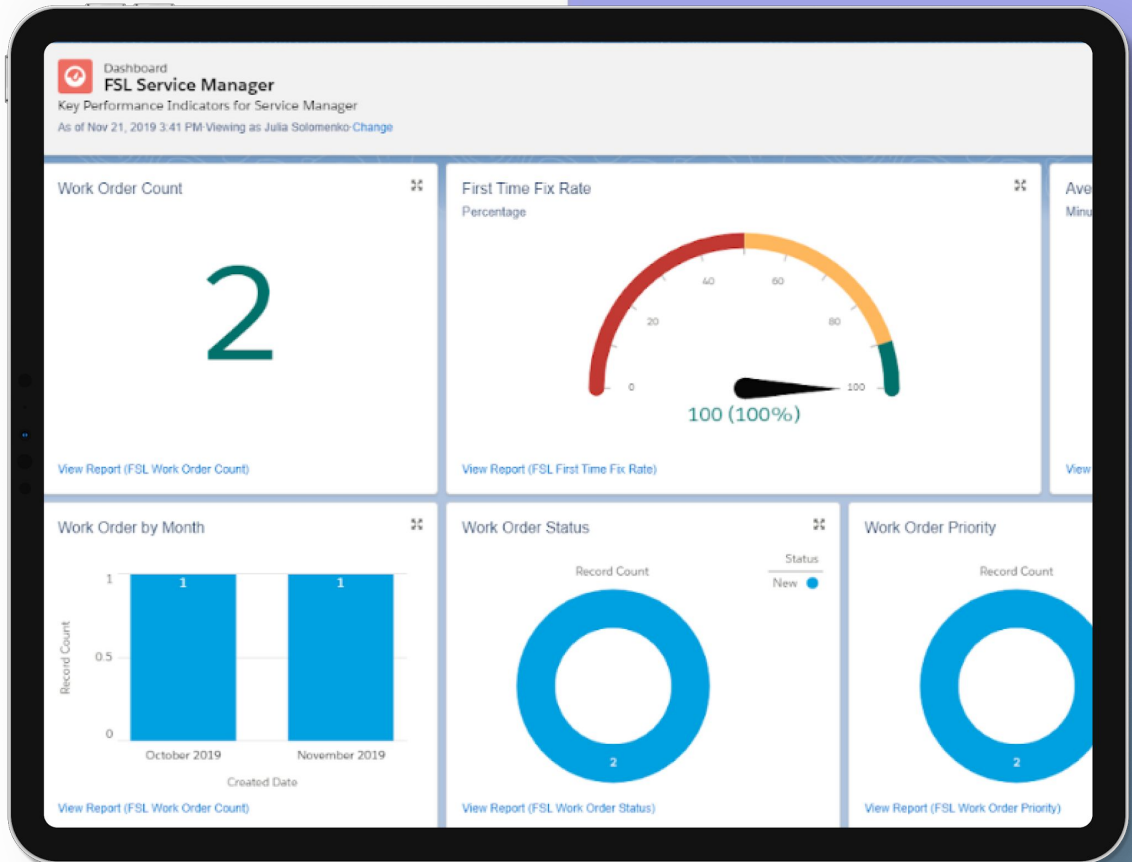 Dashboard
FSL Service Manager
Key Performance Indicators for Service Manager
As of Nov 21, 2019 3:41 PM·Viewing as Julia Solomenko·Change
Work Order Count
2
View Report (FSL Work Order Count)
First Time Fix Rate
Percentage
0
20
40
60
80
100
100 (100%)
View Report (FSL First Time Fix Rate)
Ave
Minu
View
Work Order by Month
Record Count
1
0.5
0
1
1
October 2019
November 2019
Created Date
View Report (FSL Work Order Count)
Work Order Status
Record Count
Status
New
2
View Report (FSL Work Order Status)
Work Order Priority
Record Count
2
View Report (FSL Work Order Priority)